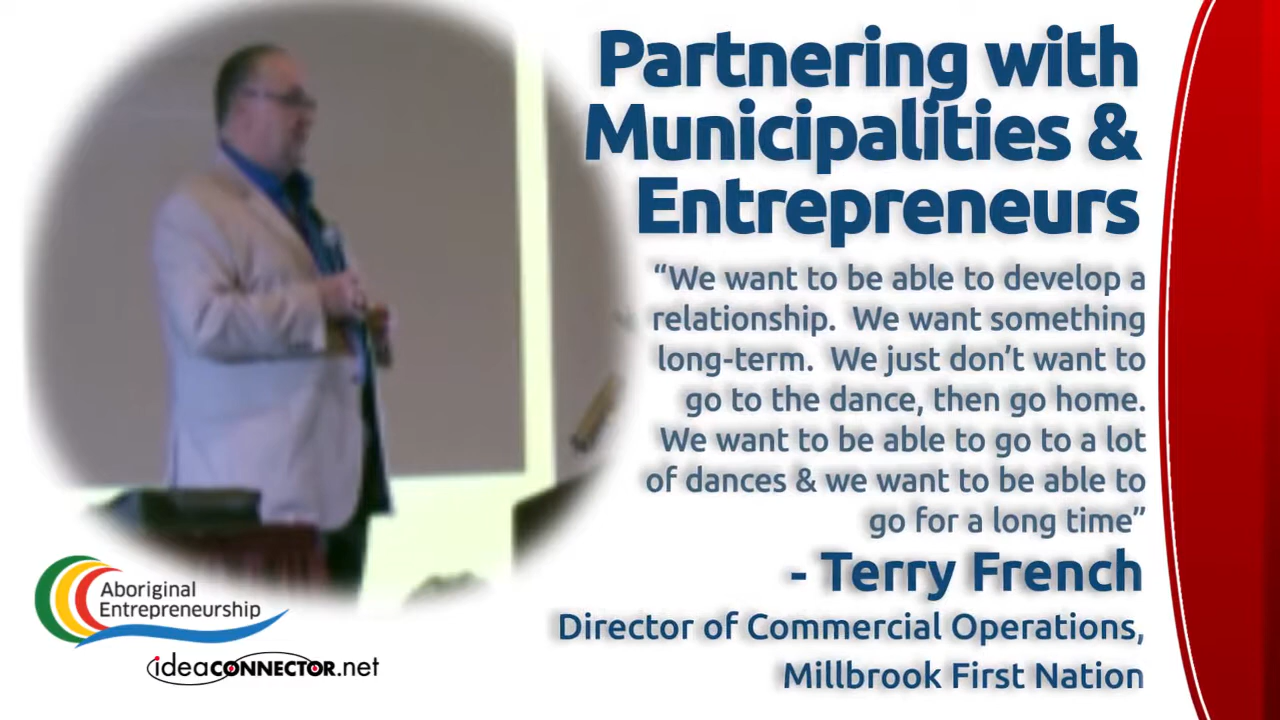 Partnering with
Municipalities &
Entrepreneurs
“We want to be able to develop a
relationship.  We want something
long-term.  We just don’t want to
go to the dance, then go home.
We want to be able to go to a lot
of dances & we want to be able to
go for a long time”
- Terry French
Director of Commercial Operations,
Millbrook First Nation
Aboriginal
Entrepreneurship
ideaCONNECTOR.net